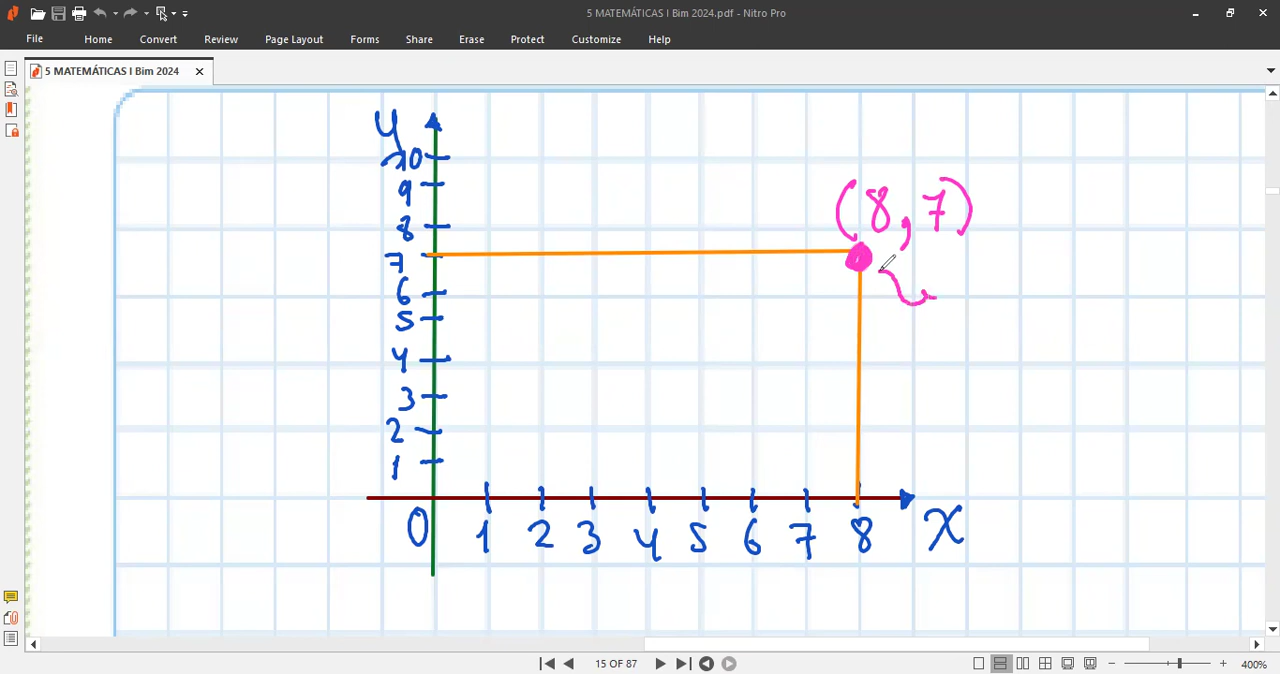 5 MATEMÁTICAS I Bim 2024.pdf - Nitro Pro
File Home Convert Review Page Layout Forms Share Erase Protect Customize Help
5 MATEMÁTICAS I Bim 2024
y
10
9
8
7
6
5
4
3
2
1
(8,7)
0 1 2 3 4 5 6 7 8 x
15 OF 87
400%